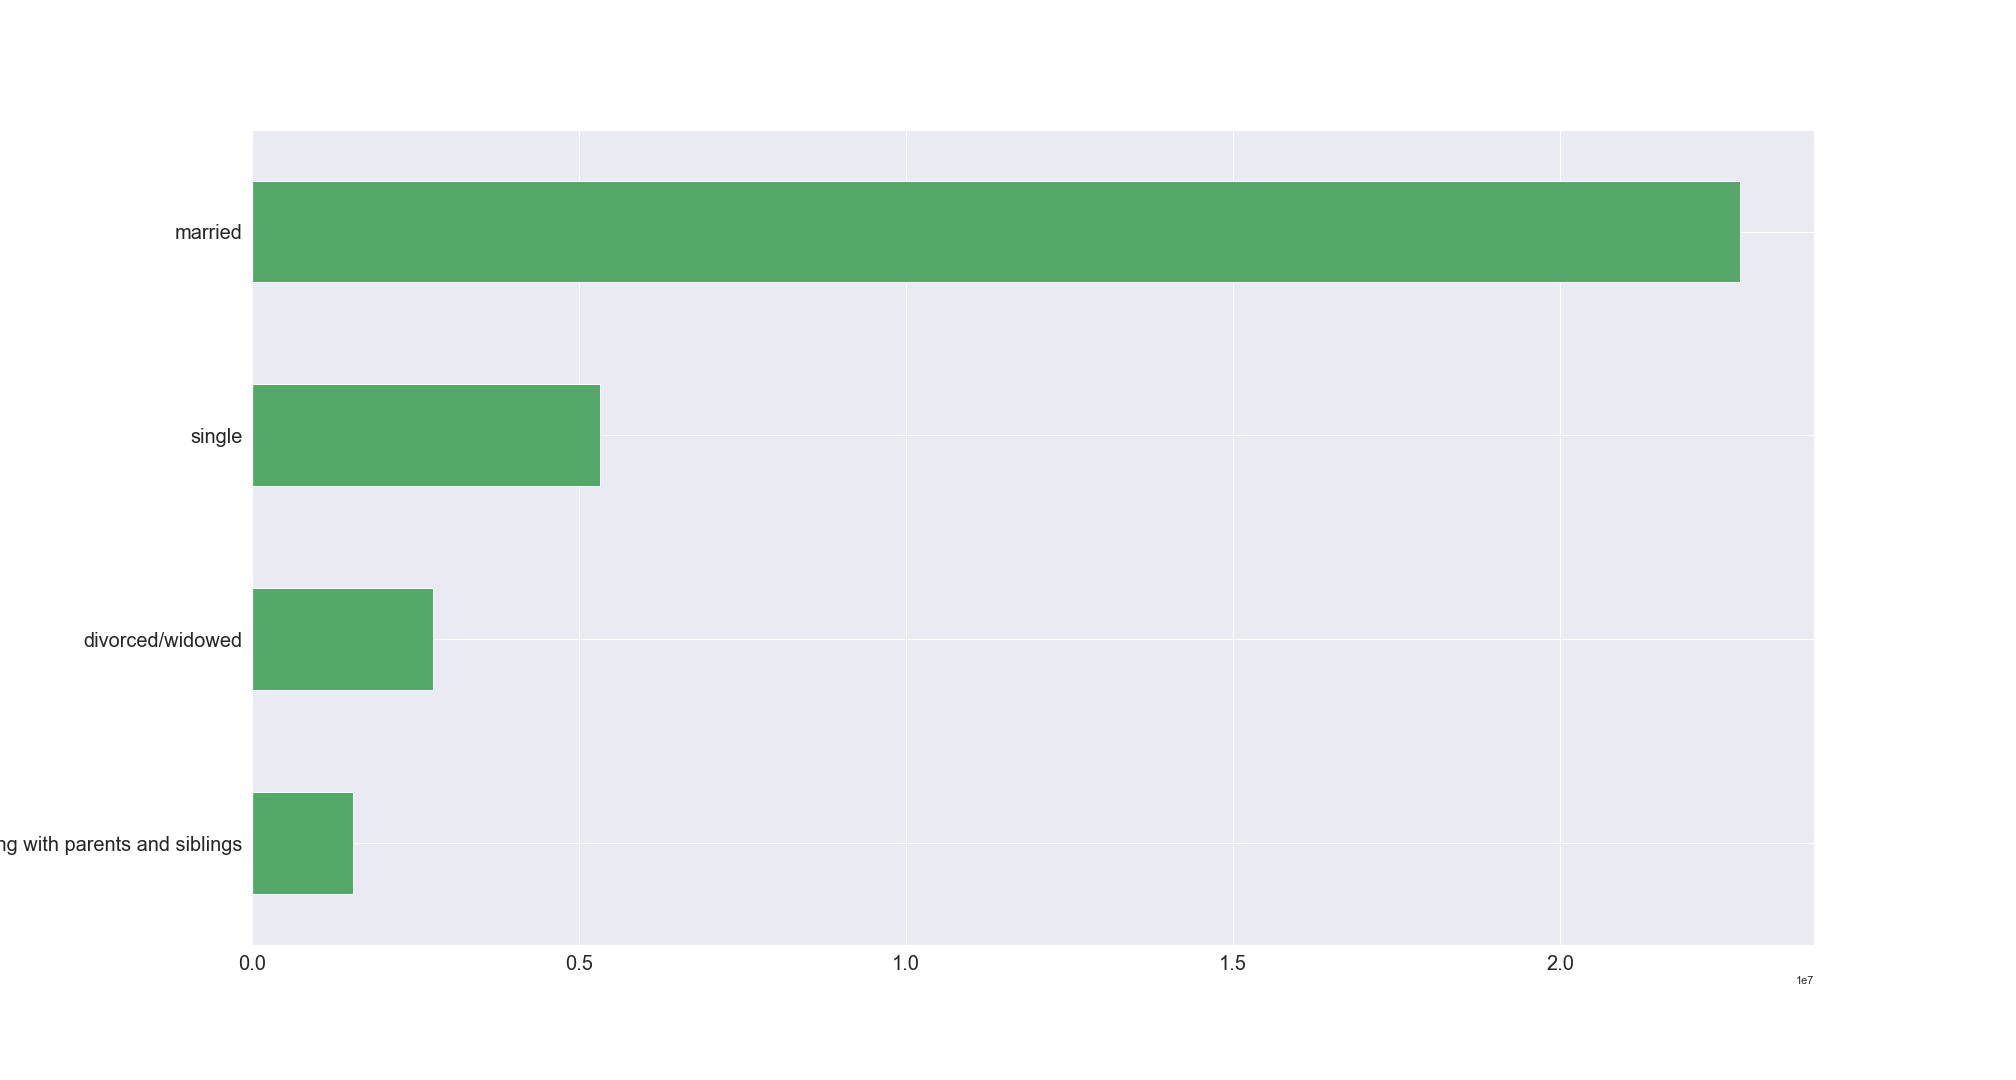 married
single
divorced/widowed
ng with parents and siblings
0.0 0.5 1.0 1.5 2.0
1e7